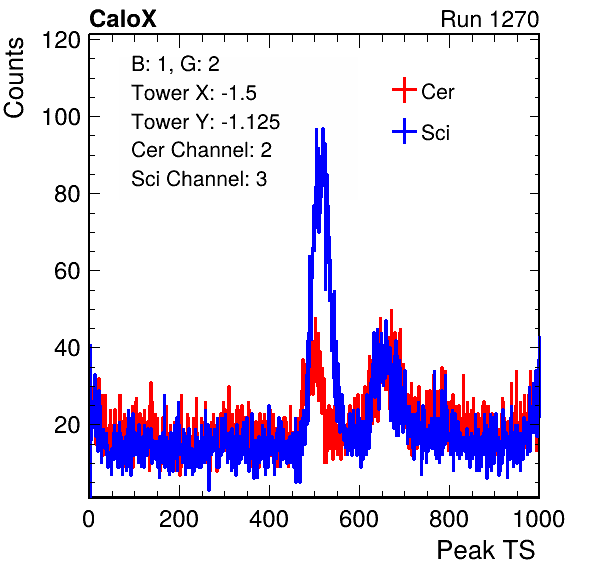 CaloX Run 1270
Counts
120
100
80
60
40
20
B: 1, G: 2
Tower X: -1.5
Tower Y: -1.125
Cer Channel: 2
Sci Channel: 3
Cer
Sci
0 200 400 600 800 1000
Peak TS